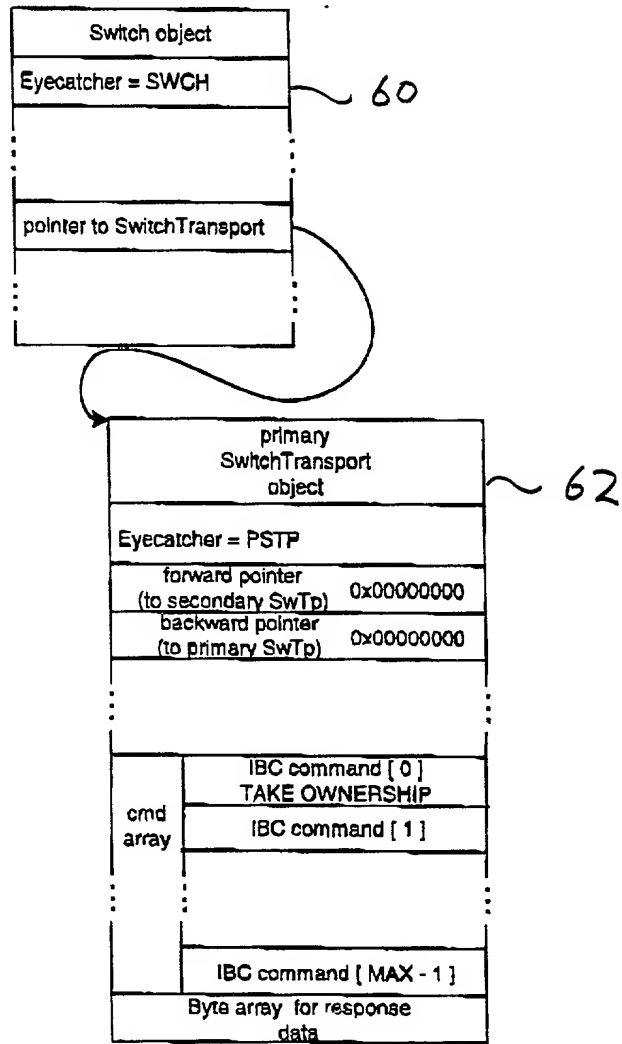 Switch object
Eyecatcher = SWCH
60
pointer to SwitchTransport
primary
SwitchTransport
object
62
Eyecatcher = PSTP
forward pointer
(to secondary SwTp) 0x00000000
backward pointer
(to primary SwTp) 0x00000000
IBC command [ 0 ]
TAKE OWNERSHIP
cmd
array
IBC command [ 1 ]
IBC command [ MAX - 1 ]
Byte array for response
data